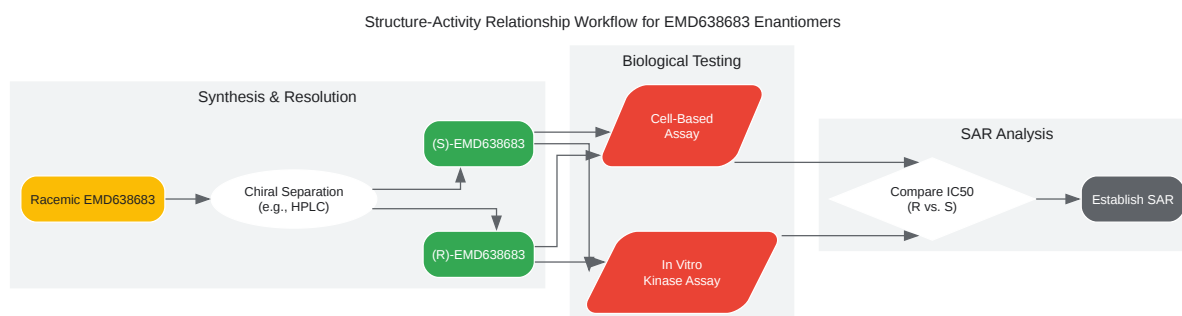 Structure-Activity Relationship Workflow for EMD638683 Enantiomers
Synthesis & Resolution
Racemic EMD638683
Chiral Separation
(e.g., HPLC)
(S)-EMD638683
(R)-EMD638683
Biological Testing
Cell-Based
Assay
In Vitro
Kinase Assay
SAR Analysis
Compare IC50
(R vs. S)
Establish SAR